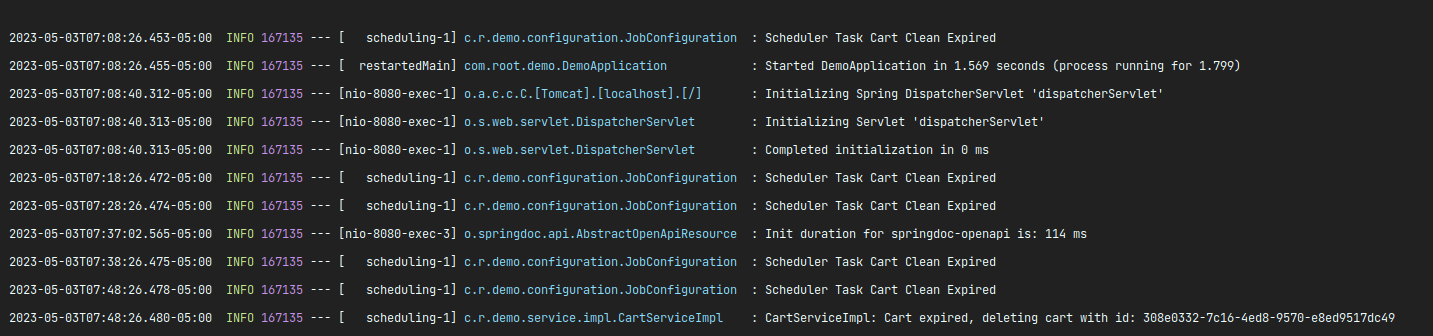 2023-05-03T07:08:26.453-05:00  INFO 167135 --- [   scheduling-1] c.r.demo.configuration.JobConfiguration  : Scheduler Task Cart Clean Expired
2023-05-03T07:08:26.455-05:00  INFO 167135 --- [  restartedMain] com.root.demo.DemoApplication            : Started DemoApplication in 1.569 seconds (process running for 1.799)
2023-05-03T07:08:40.312-05:00  INFO 167135 --- [nio-8080-exec-1] o.a.c.c.C.[Tomcat].[localhost].[/]       : Initializing Spring DispatcherServlet 'dispatcherServlet'
2023-05-03T07:08:40.313-05:00  INFO 167135 --- [nio-8080-exec-1] o.s.web.servlet.DispatcherServlet        : Initializing Servlet 'dispatcherServlet'
2023-05-03T07:08:40.313-05:00  INFO 167135 --- [nio-8080-exec-1] o.s.web.servlet.DispatcherServlet        : Completed initialization in 0 ms
2023-05-03T07:18:26.472-05:00  INFO 167135 --- [   scheduling-1] c.r.demo.configuration.JobConfiguration  : Scheduler Task Cart Clean Expired
2023-05-03T07:28:26.474-05:00  INFO 167135 --- [   scheduling-1] c.r.demo.configuration.JobConfiguration  : Scheduler Task Cart Clean Expired
2023-05-03T07:37:02.565-05:00  INFO 167135 --- [nio-8080-exec-3] o.springdoc.api.AbstractOpenApiResource  : Init duration for springdoc-openapi is: 114 ms
2023-05-03T07:38:26.475-05:00  INFO 167135 --- [   scheduling-1] c.r.demo.configuration.JobConfiguration  : Scheduler Task Cart Clean Expired
2023-05-03T07:48:26.478-05:00  INFO 167135 --- [   scheduling-1] c.r.demo.configuration.JobConfiguration  : Scheduler Task Cart Clean Expired
2023-05-03T07:48:26.480-05:00  INFO 167135 --- [   scheduling-1] c.r.demo.service.impl.CartServiceImpl    : CartServiceImpl: Cart expired, deleting cart with id: 308e0332-7c16-4ed8-9570-e8ed9517dc49